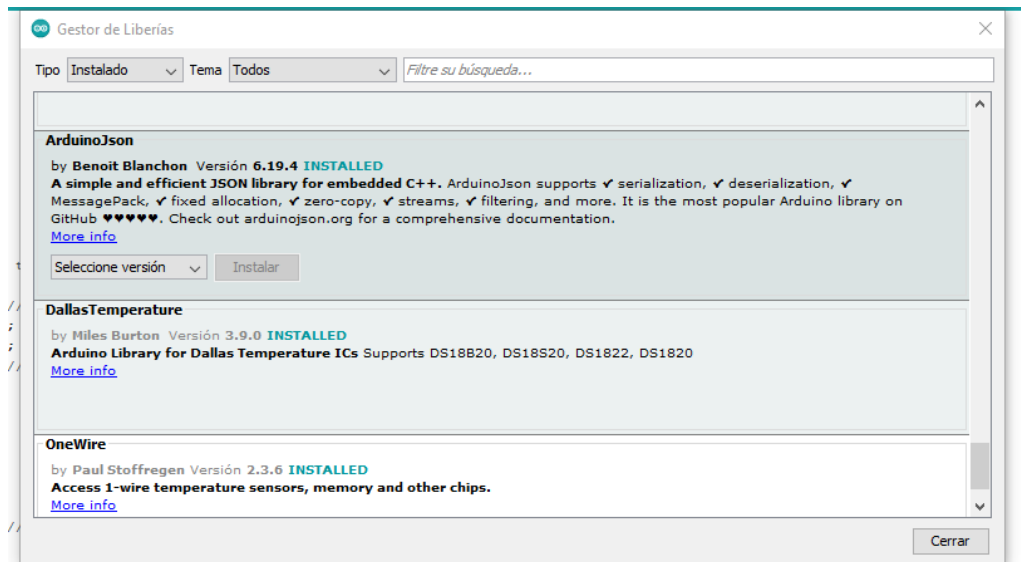 Gestor de Liberías
Tipo Instalado Tema Todos Filtre su búsqueda...
ArduinoJson
by Benoit Blanchon Versión 6.19.4 INSTALLED
A simple and efficient JSON library for embedded C++. ArduinoJson supports ✔ serialization, ✔ deserialization, ✔
MessagePack, ✔ fixed allocation, ✔ zero-copy, ✔ streams, ✔ filtering, and more. It is the most popular Arduino library on
GitHub ♥♥♥♥♥. Check out arduinojson.org for a comprehensive documentation.
More info
t
Seleccione versión Instalar
//
DallasTemperature
;
by Miles Burton Versión 3.9.0 INSTALLED
;
Arduino Library for Dallas Temperature ICs Supports DS18B20, DS18S20, DS1822, DS1820
//
More info
OneWire
by Paul Stoffregen Versión 2.3.6 INSTALLED
Access 1-wire temperature sensors, memory and other chips.
More info
//
Cerrar